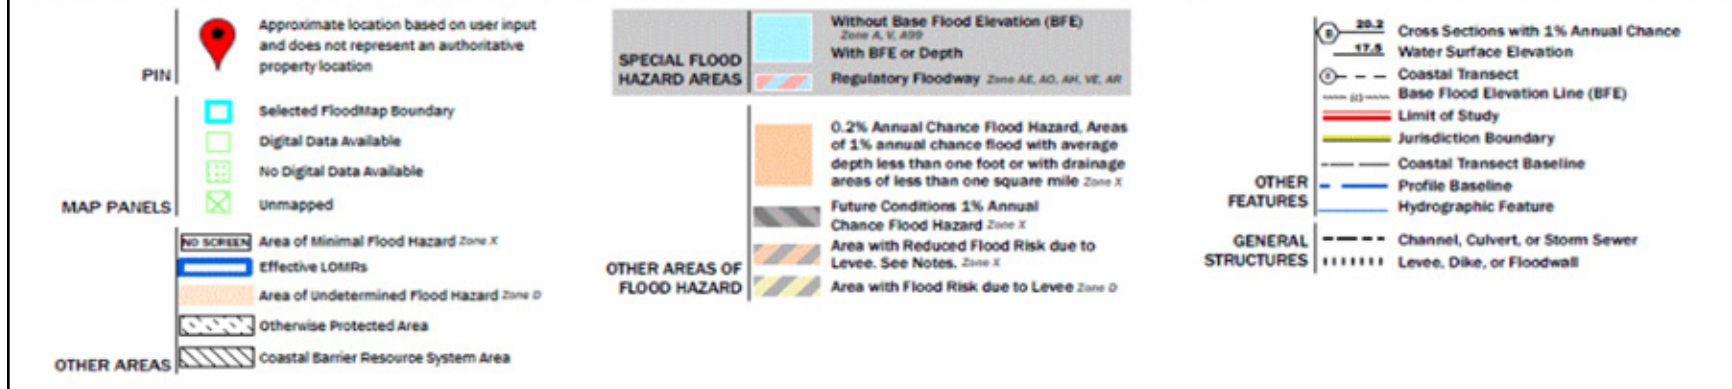 PIN
Approximate location based on user input
and does not represent an authoritative
property location
MAP PANELS
Selected FloodMap Boundary
Digital Data Available
No Digital Data Available
Unmapped
OTHER AREAS
NO SCREEN Area of Minimal Flood Hazard Zone X
Effective LOMRs
Area of Undetermined Flood Hazard Zone D
Otherwise Protected Area
Coastal Barrier Resource System Area
SPECIAL FLOOD
HAZARD AREAS
Without Base Flood Elevation (BFE)
Zone A, V, A99
With BFE or Depth
Regulatory Floodway Zone AE, AO, AH, VE, AR
OTHER AREAS OF
FLOOD HAZARD
0.2% Annual Chance Flood Hazard, Areas
of 1% annual chance flood with average
depth less than one foot or with drainage
areas of less than one square mile Zone X
Future Conditions 1% Annual
Chance Flood Hazard Zone X
Area with Reduced Flood Risk due to
Levee. See Notes. Zone X
Area with Flood Risk due to Levee Zone D
OTHER
FEATURES
20.2 Cross Sections with 1% Annual Chance
17.5 Water Surface Elevation
Coastal Transect
Base Flood Elevation Line (BFE)
Limit of Study
Jurisdiction Boundary
Coastal Transect Baseline
Profile Baseline
Hydrographic Feature
GENERAL
STRUCTURES
Channel, Culvert, or Storm Sewer
Levee, Dike, or Floodwall